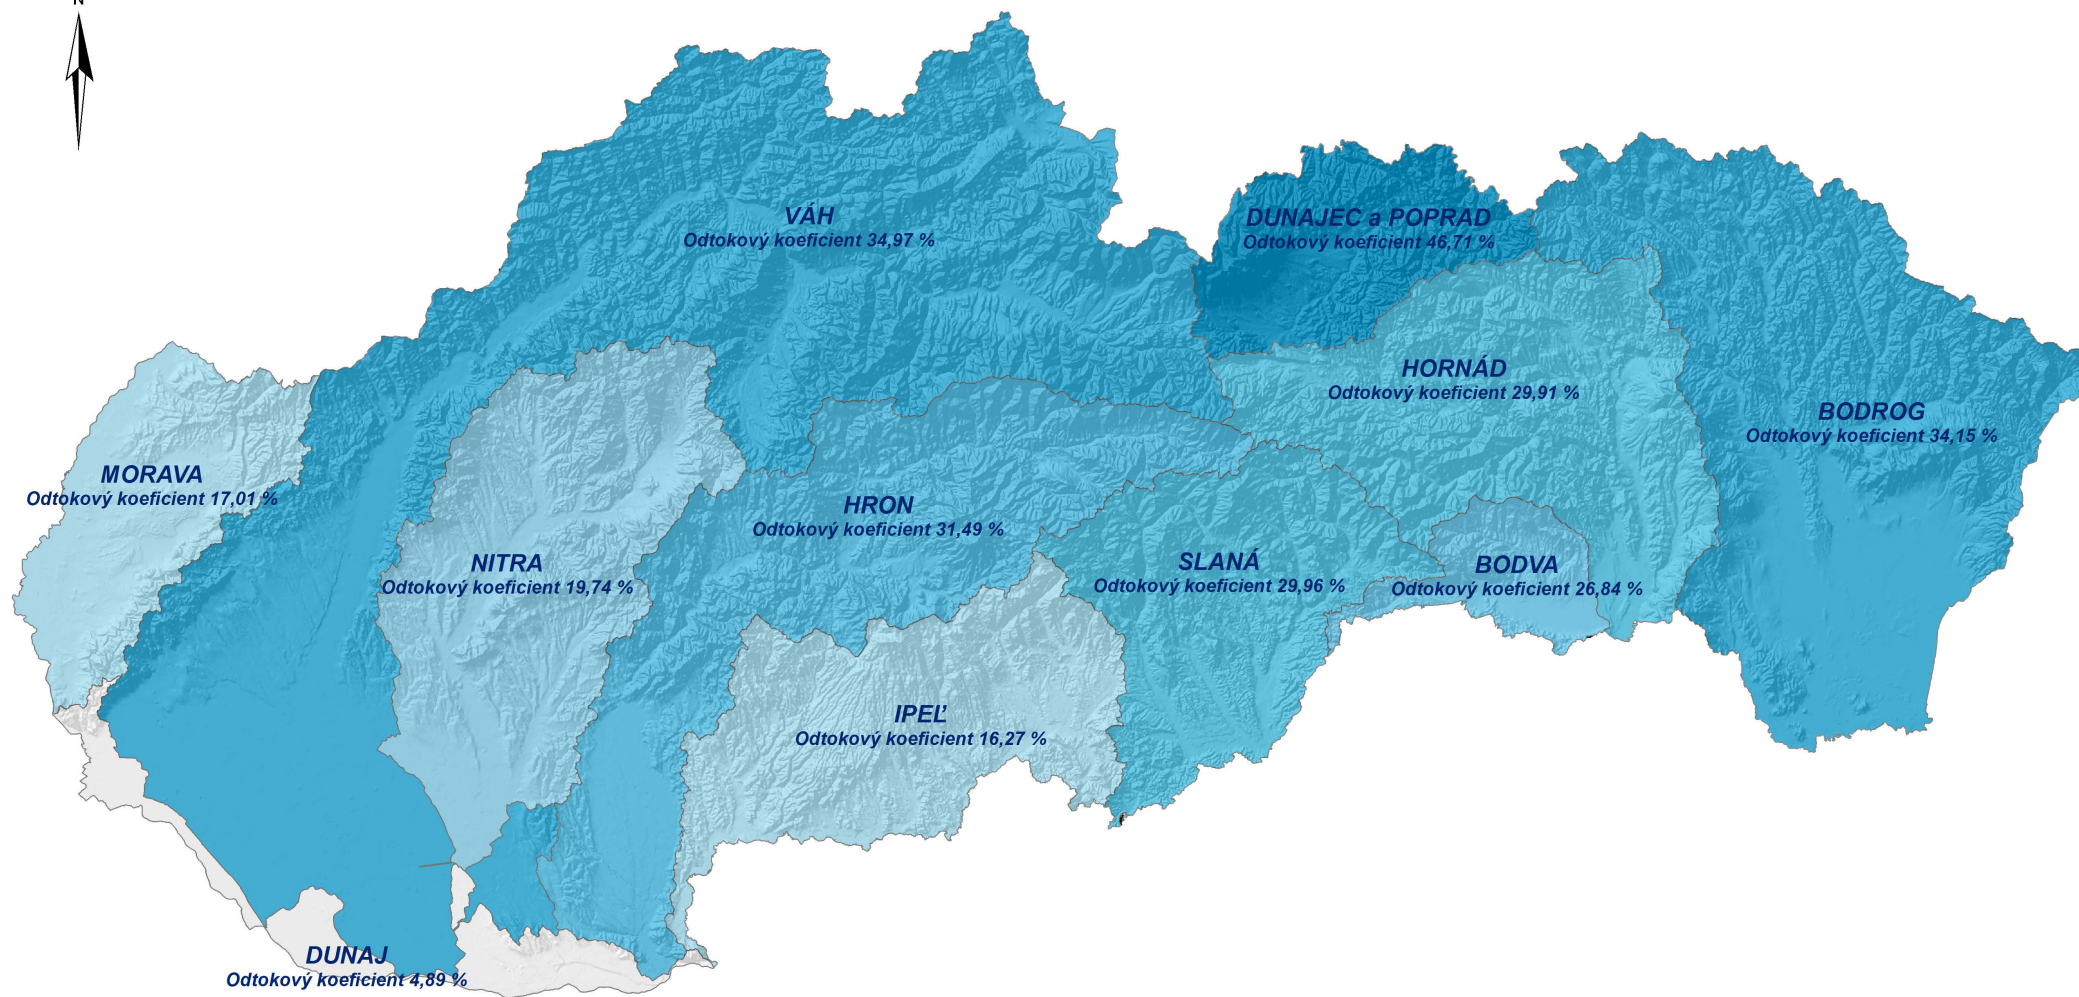 N
VÁH
Odtokový koeficient 34,97 %
DUNAJEC a POPRAD
Odtokový koeficient 46,71 %
HORNÁD
Odtokový koeficient 29,91 %
BODROG
Odtokový koeficient 34,15 %
MORAVA
Odtokový koeficient 17,01 %
HRON
Odtokový koeficient 31,49 %
NITRA
Odtokový koeficient 19,74 %
SLANÁ
Odtokový koeficient 29,96 %
BODVA
Odtokový koeficient 26,84 %
IPEĽ
Odtokový koeficient 16,27 %
DUNAJ
Odtokový koeficient 4,89 %